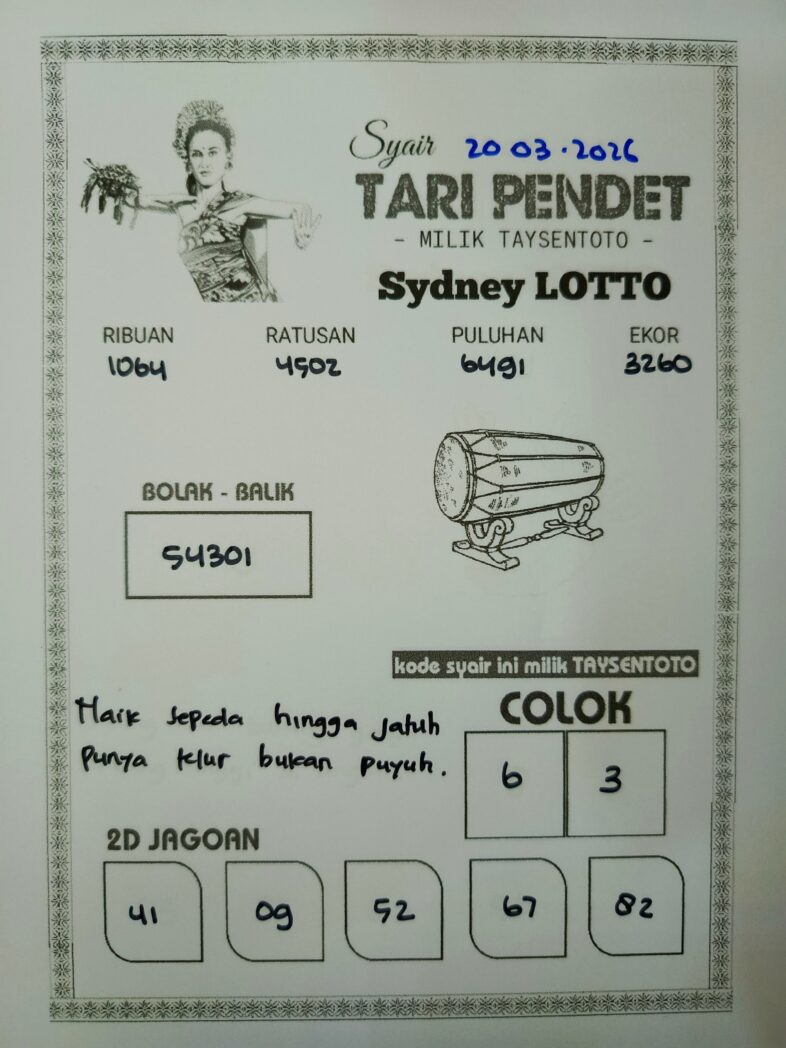 Syair 20 03.2026
TARI PENDET
- MILIK TAYSENTOTO -
Sydney LOTTO
RIBUAN RATUSAN PULUHAN EKOR
1064 4502 6491 3260
BOLAK - BALIK
54301
kode syair ini milik TAYSENTOTO
COLOK
6 3
Naik sepeda hingga jatuh
Punya telur bukan puyuh.
2D JAGOAN
41 09 52 67 82